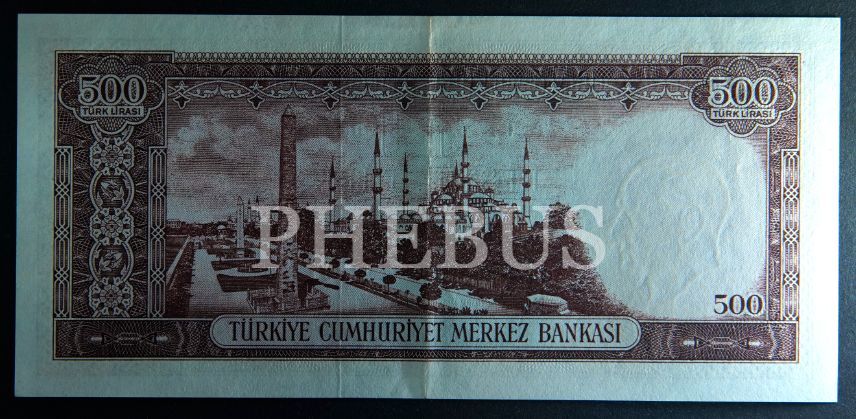 500
TÜRK LİRASI
500
TÜRK LİRASI
PHEBUS
500
TÜRKİYE CUMHURİYET MERKEZ BANKASI